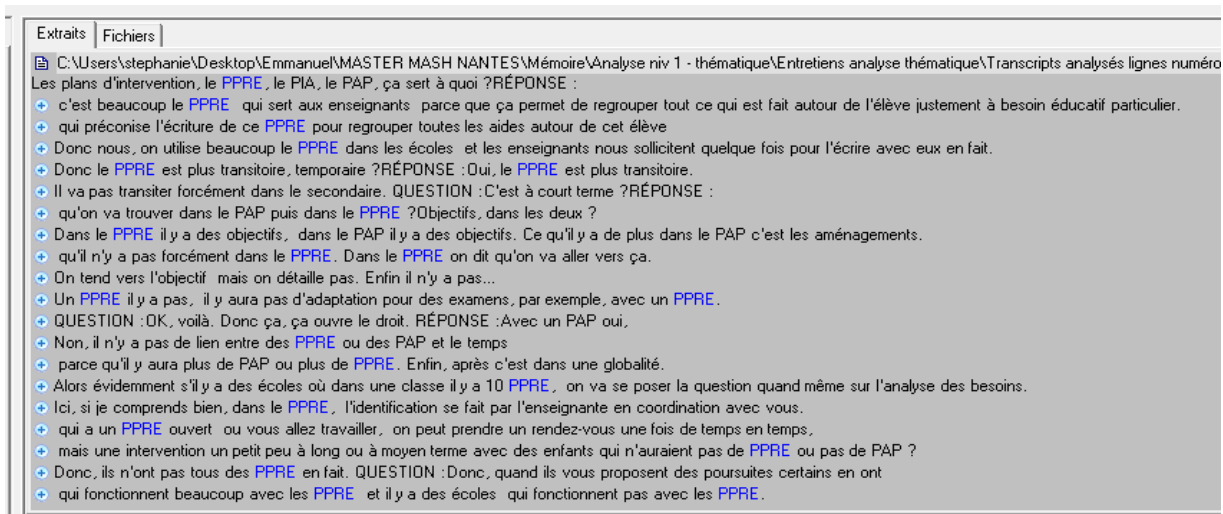 Extraits Fichiers
C:\Users\stephanie\Desktop\Emmanuel\MASTER MASH NANTES\Mémoire\Analyse niv 1 - thématique\Entretiens analyse thématique\Transcripts analysés lignes numéro
Les plans d'intervention, le PPRE, le PIA, le PAP, ça sert à quoi ?RÉPONSE :
c'est beaucoup le PPRE qui sert aux enseignants parce que ça permet de regrouper tout ce qui est fait autour de l'élève justement à besoin éducatif particulier.
qui préconise l'écriture de ce PPRE pour regrouper toutes les aides autour de cet élève
Donc nous, on utilise beaucoup le PPRE dans les écoles et les enseignants nous sollicitent quelque fois pour l'écrire avec eux en fait.
Donc le PPRE est plus transitoire, temporaire ?RÉPONSE :Oui, le PPRE est plus transitoire.
Il va pas transiter forcément dans le secondaire. QUESTION :C'est à court terme ?RÉPONSE :
qu'on va trouver dans le PAP puis dans le PPRE ?Objectifs, dans les deux ?
Dans le PPRE il y a des objectifs, dans le PAP il y a des objectifs. Ce qu'il y a de plus dans le PAP c'est les aménagements.
qu'il n'y a pas forcément dans le PPRE. Dans le PPRE on dit qu'on va aller vers ça.
On tend vers l'objectif mais on détaille pas. Enfin il n'y a pas...
Un PPRE il y a pas, il y aura pas d'adaptation pour des examens, par exemple, avec un PPRE.
QUESTION :OK, voilà. Donc ça, ça ouvre le droit. RÉPONSE :Avec un PAP oui,
Non, il n'y a pas de lien entre des PPRE ou des PAP et le temps
parce qu'il y aura plus de PAP ou plus de PPRE. Enfin, après c'est dans une globalité.
Alors évidemment s'il y a des écoles où dans une classe il y a 10 PPRE, on va se poser la question quand même sur l'analyse des besoins.
Ici, si je comprends bien, dans le PPRE, l'identification se fait par l'enseignante en coordination avec vous.
qui a un PPRE ouvert ou vous allez travailler, on peut prendre un rendez-vous une fois de temps en temps,
mais une intervention un petit peu à long ou à moyen terme avec des enfants qui n'auraient pas de PPRE ou pas de PAP ?
Donc, ils n'ont pas tous des PPRE en fait. QUESTION :Donc, quand ils vous proposent des poursuites certains en ont
qui fonctionnent beaucoup avec les PPRE et il y a des écoles qui fonctionnent pas avec les PPRE.